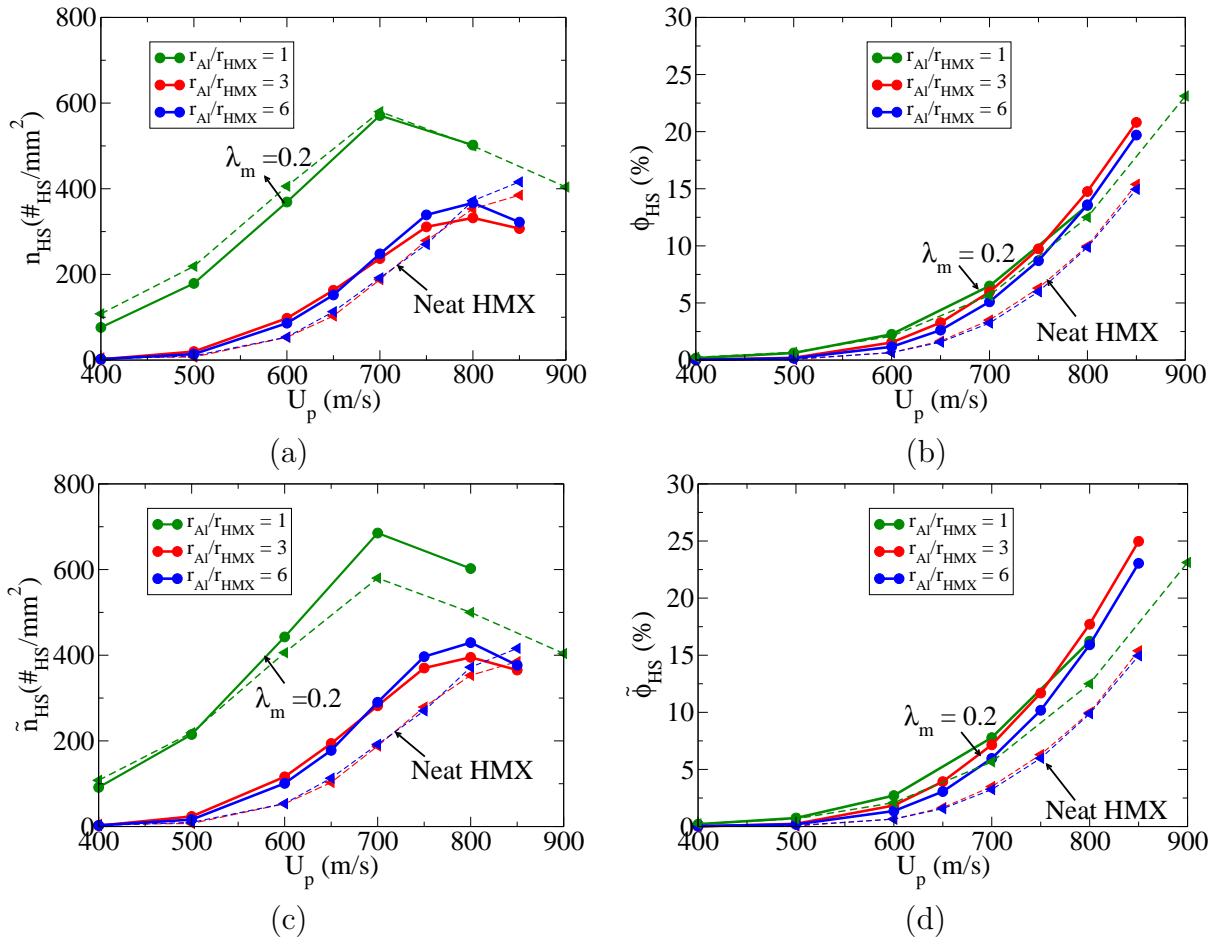 800
600
400
200
0
n_HS(#_HS/mm^2)
r_Al/r_HMX = 1
r_Al/r_HMX = 3
r_Al/r_HMX = 6
λ_m =0.2
Neat HMX
400 500 600 700 800 900
U_p (m/s)
(a)
30
25
20
15
10
5
0
ϕ_HS (%)
r_Al/r_HMX = 1
r_Al/r_HMX = 3
r_Al/r_HMX = 6
λ_m = 0.2
Neat HMX
400 500 600 700 800 900
U_p (m/s)
(b)
800
600
400
200
0
ñ_HS(#_HS/mm^2)
r_Al/r_HMX = 1
r_Al/r_HMX = 3
r_Al/r_HMX = 6
λ_m =0.2
Neat HMX
400 500 600 700 800 900
U_p (m/s)
(c)
30
25
20
15
10
5
0
ϕ̃_HS (%)
r_Al/r_HMX = 1
r_Al/r_HMX = 3
r_Al/r_HMX = 6
λ_m = 0.2
Neat HMX
400 500 600 700 800 900
U_p (m/s)
(d)